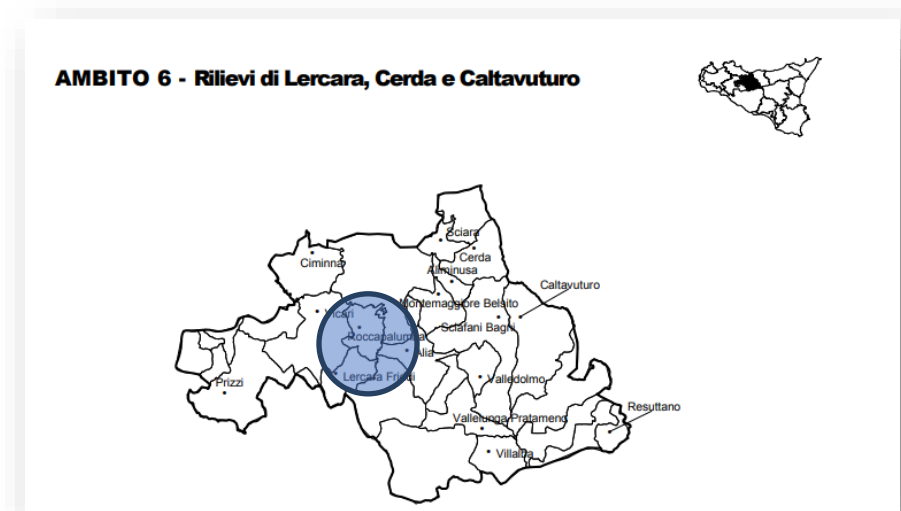 AMBITO 6 - Rilievi di Lercara, Cerda e Caltavuturo
Sciara
Cerda
Ciminna
Aliminusa
Caltavuturo
Montemaggiore Belsito
Vicari
Sclafani Bagni
Roccapalumba
Alia
Lercara Friddi
Valledolmo
Prizzi
Resuttano
Vallelunga Pratameno
Villalba